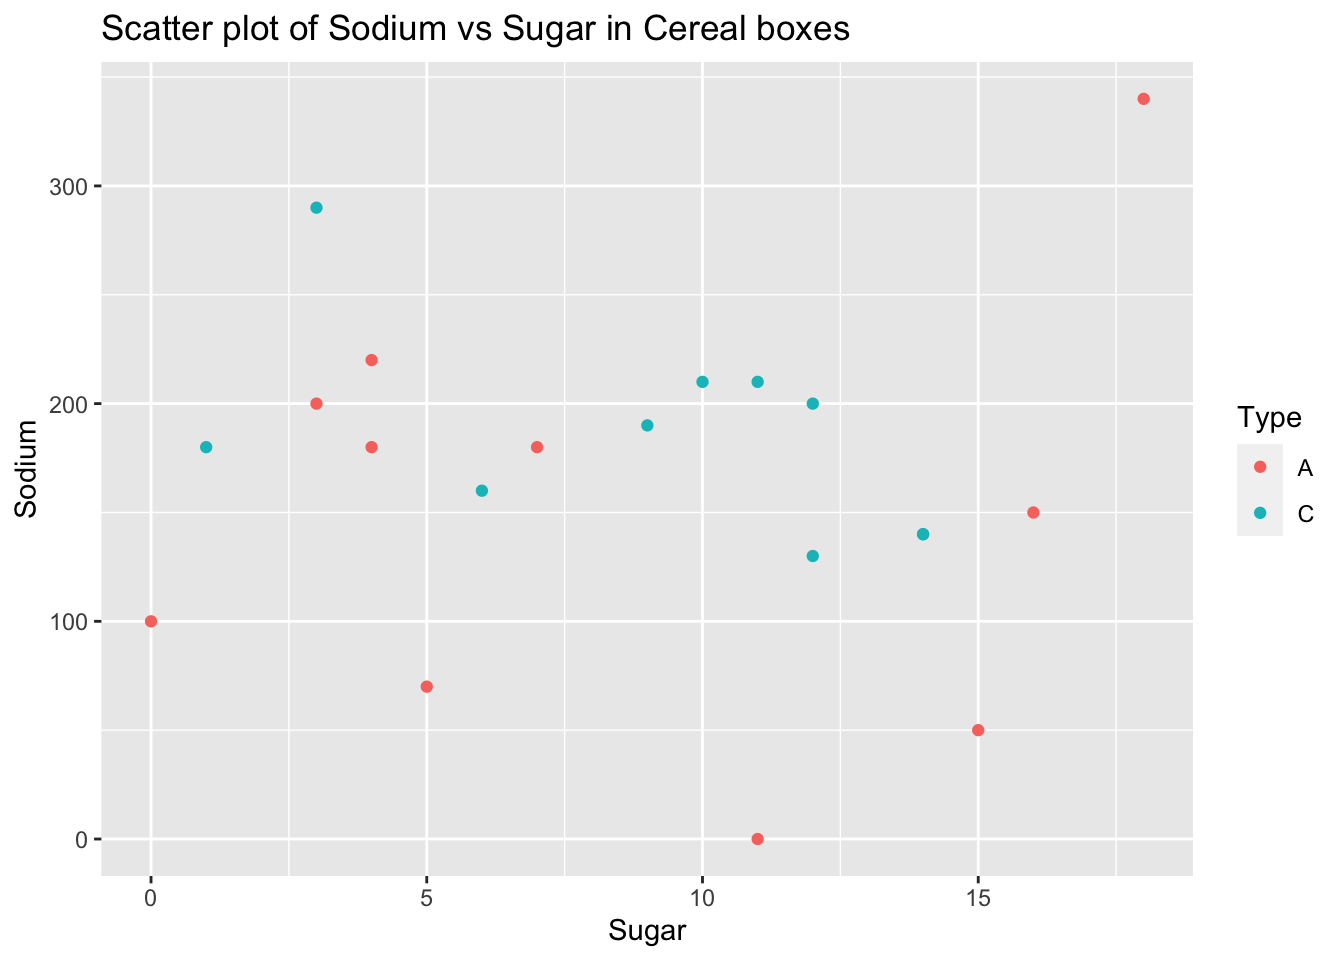 Scatter plot of Sodium vs Sugar in Cereal boxes
300
200
100
0
Sodium
0 5 10 15
Sugar
Type
A
C